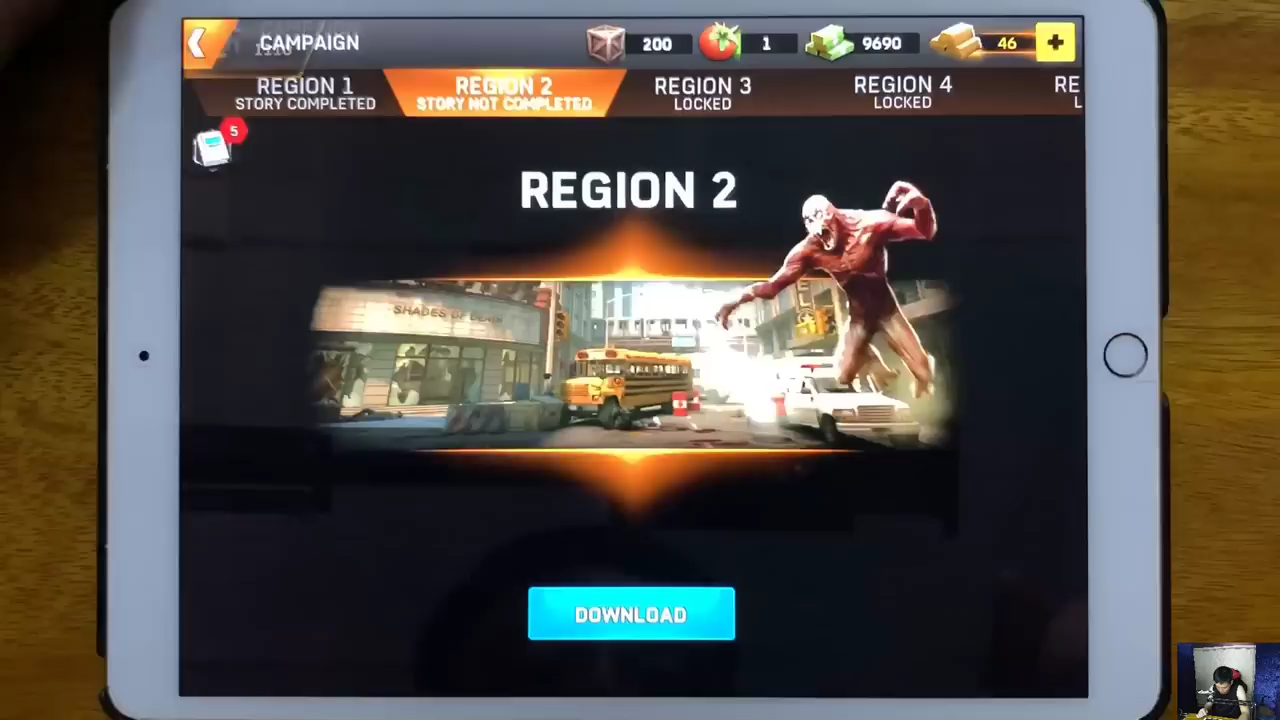 CAMPAIGN
200
1
9690
46
REGION 1
STORY COMPLETED
REGION 2
STORY NOT COMPLETED
REGION 3
LOCKED
REGION 4
LOCKED
RE
L
5
REGION 2
SHADES OF
DOWNLOAD